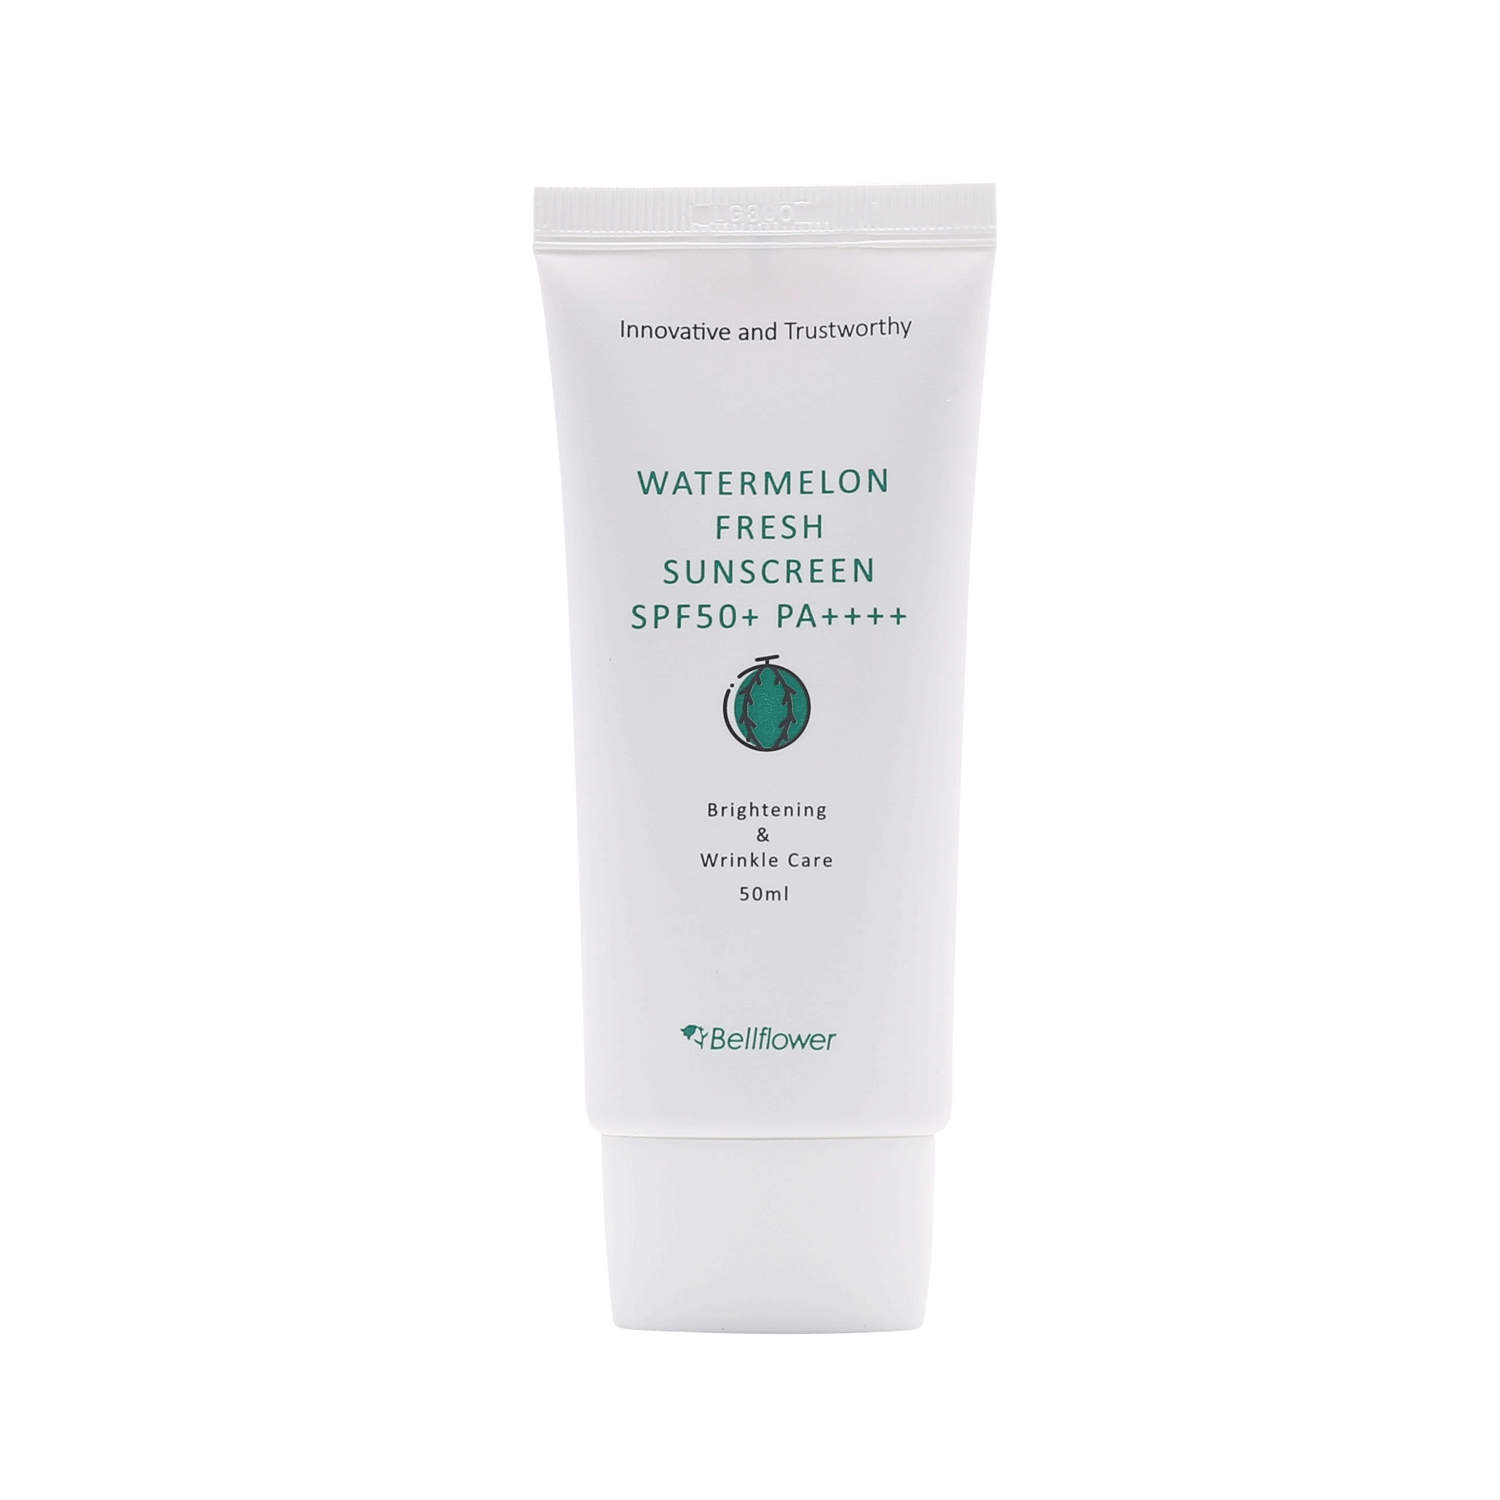 Innovative and Trustworthy
WATERMELON
FRESH
SUNSCREEN
SPF50+ PA++++
Brightening
&
Wrinkle Care
50ml
Bellflower